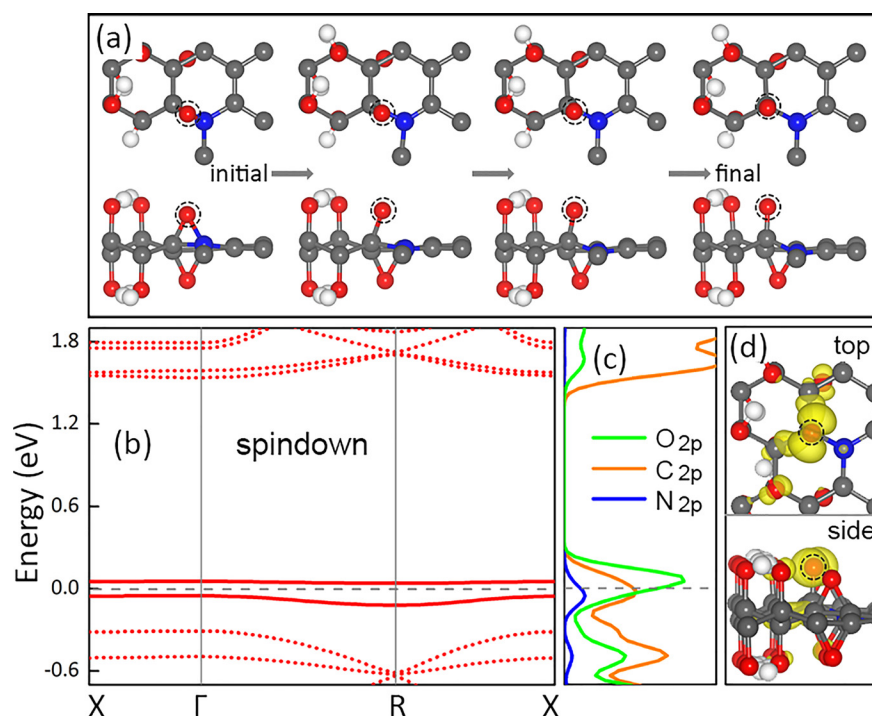 (a)
initial
final
(b)
spindown
Energy (eV)
1.8
1.2
0.6
0.0
-0.6
X
Γ
R
X
(c)
O 2p
C 2p
N 2p
(d)
top
side